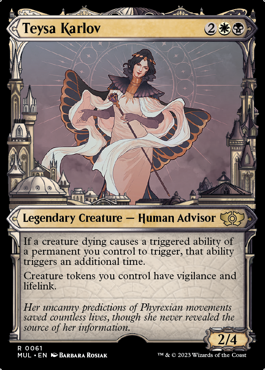 Teysa Karlov 2
Legendary Creature — Human Advisor
If a creature dying causes a triggered ability of
a permanent you control to trigger, that ability
triggers an additional time.
Creature tokens you control have vigilance and
lifelink.
Her uncanny predictions of Phyrexian movements
saved countless lives, though she never revealed the
source of her information.
2/4
R 0061
MUL • EN Barbara Rosiak
™ & © 2023 Wizards of the Coast